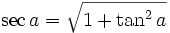 sec a = √(1 + tan² a)